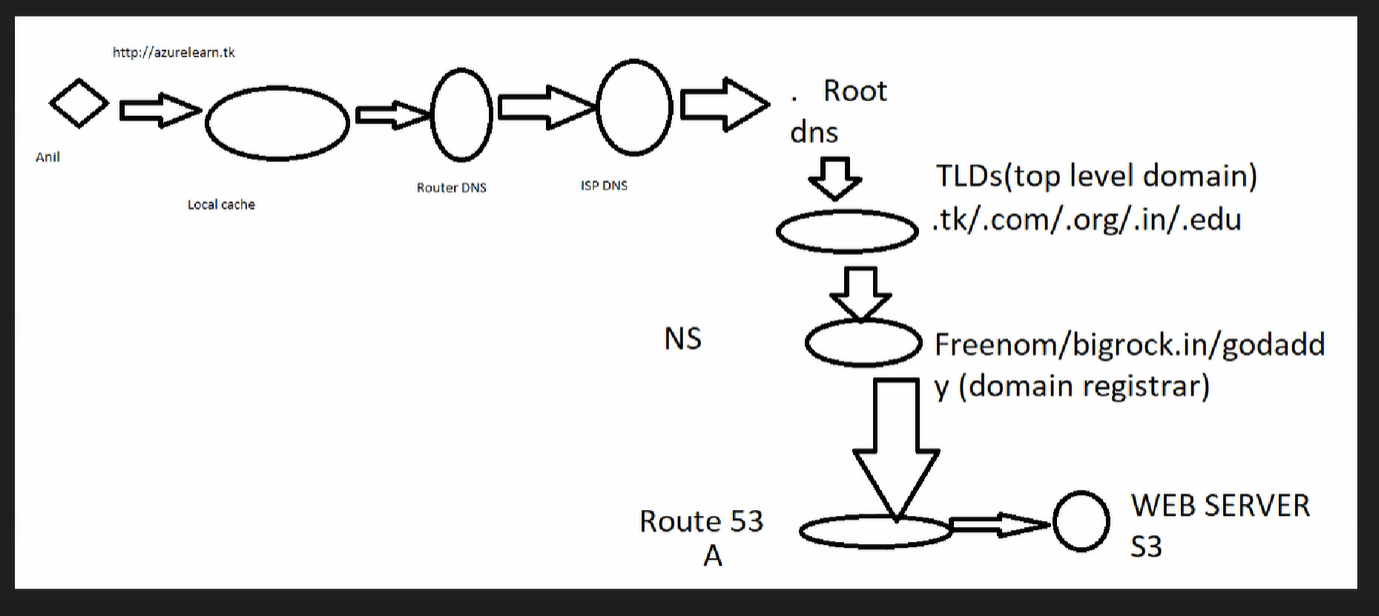 http://azurelearn.tk
Anil
Local cache
Router DNS
ISP DNS
. Root
dns
TLDs(top level domain)
.tk/.com/.org/.in/.edu
NS
Freenom/bigrock.in/godadd
y (domain registrar)
Route 53
A
WEB SERVER
S3